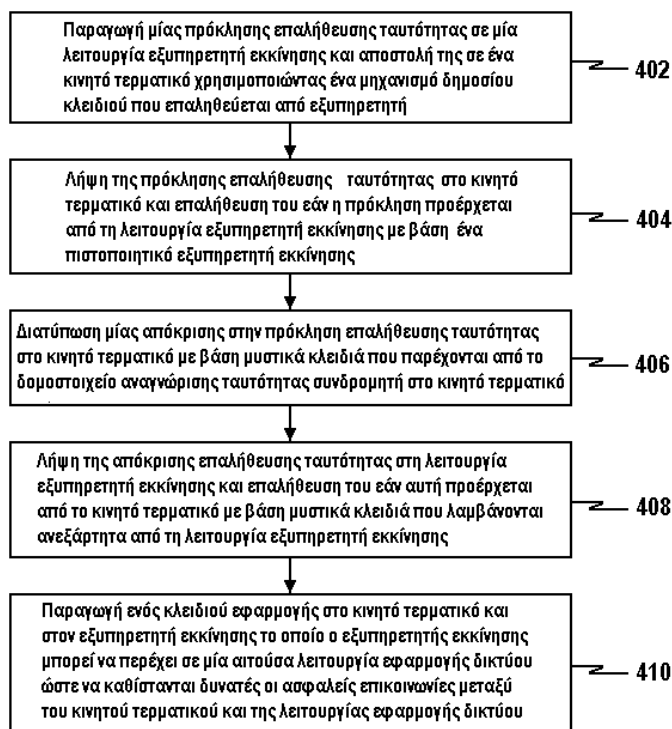 Παραγωγή μίας πρόκλησης επαλήθευσης ταυτότητας σε μία
λειτουργία εξυπηρετητή εκκίνησης και αποστολή της σε ένα
κινητό τερματικό χρησιμοποιώντας ένα μηχανισμό δημοσίου
κλειδιού που επαληθεύεται από εξυπηρετητή
402
Λήψη της πρόκλησης επαλήθευσης ταυτότητας στο κινητό
τερματικό και επαλήθευση του εάν η πρόκληση προέρχεται
από τη λειτουργία εξυπηρετητή εκκίνησης με βάση ένα
πιστοποιητικό εξυπηρετητή εκκίνησης
404
Διατύπωση μίας απόκρισης στην πρόκληση επαλήθευσης ταυτότητας
στο κινητό τερματικό με βάση μυστικά κλειδιά που παρέχονται από το
δομοστοιχείο αναγνώρισης ταυτότητας συνδρομητή στο κινητό τερματικό
406
Λήψη της απόκρισης επαλήθευσης ταυτότητας στη λειτουργία
εξυπηρετητή εκκίνησης και επαλήθευση του εάν αυτή προέρχεται
από το κινητό τερματικό με βάση μυστικά κλειδιά που λαμβάνονται
ανεξάρτητα από τη λειτουργία εξυπηρετητή εκκίνησης
408
Παραγωγή ενός κλειδιού εφαρμογής στο κινητό τερματικό και
στον εξυπηρετητή εκκίνησης το οποίο ο εξυπηρετητής εκκίνησης
μπορεί να περέχει σε μία αιτούσα λειτουργία εφαρμογής δικτύου
ώστε να καθίστανται δυνατές οι ασφαλείς επικοινωνίες μεταξύ
του κινητού τερματικού και της λειτουργίας εφαρμογής δικτύου
410